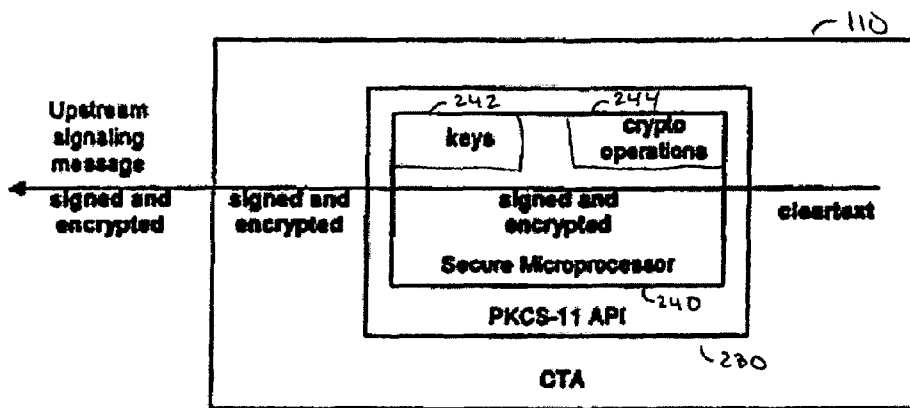 110
242
244
Upstream
signaling
message
keys
crypto
operations
signed and
encrypted
signed and
encrypted
signed and
encrypted
cleartext
Secure Microprocessor
240
PKCS-11 API
230
CTA